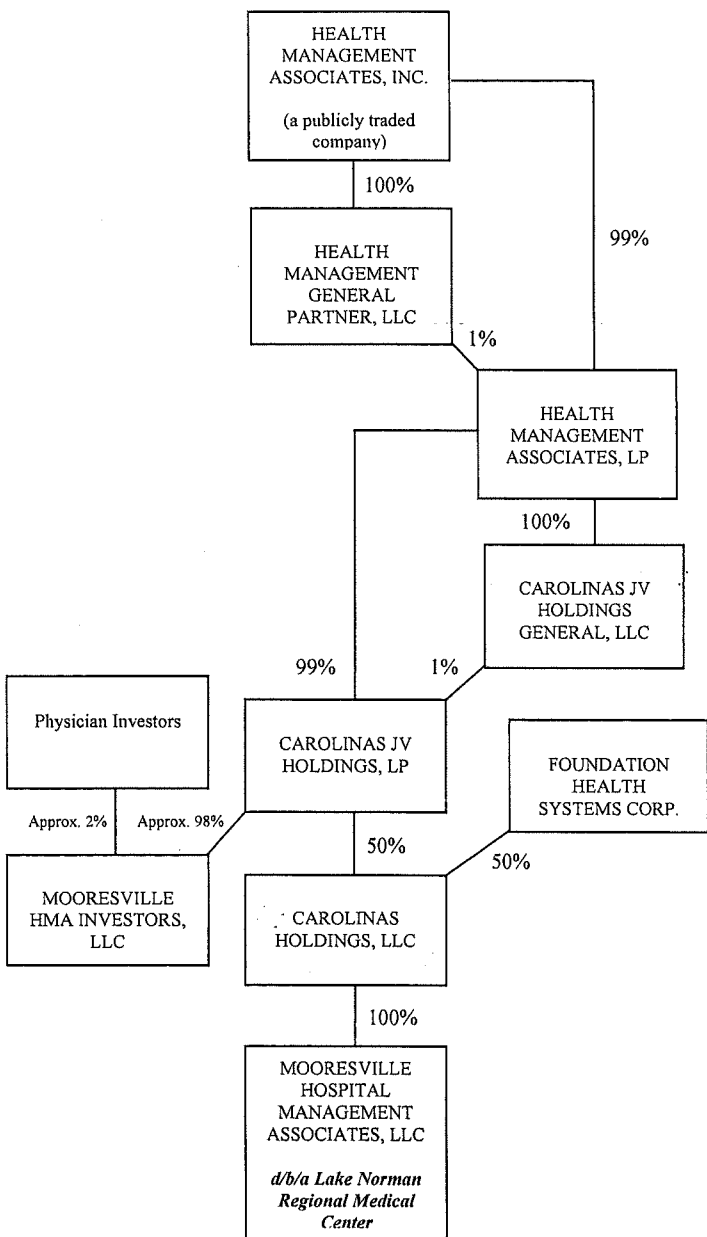 HEALTH
MANAGEMENT
ASSOCIATES, INC.
(a publicly traded
company)
100%
99%
HEALTH
MANAGEMENT
GENERAL
PARTNER, LLC
1%
HEALTH
MANAGEMENT
ASSOCIATES, LP
100%
CAROLINAS JV
HOLDINGS
GENERAL, LLC
99%
1%
Physician Investors
CAROLINAS JV
HOLDINGS, LP
FOUNDATION
HEALTH
SYSTEMS CORP.
Approx. 2%
Approx. 98%
50%
50%
MOORESVILLE
HMA INVESTORS,
LLC
CAROLINAS
HOLDINGS, LLC
100%
MOORESVILLE
HOSPITAL
MANAGEMENT
ASSOCIATES, LLC
d/b/a Lake Norman
Regional Medical
Center